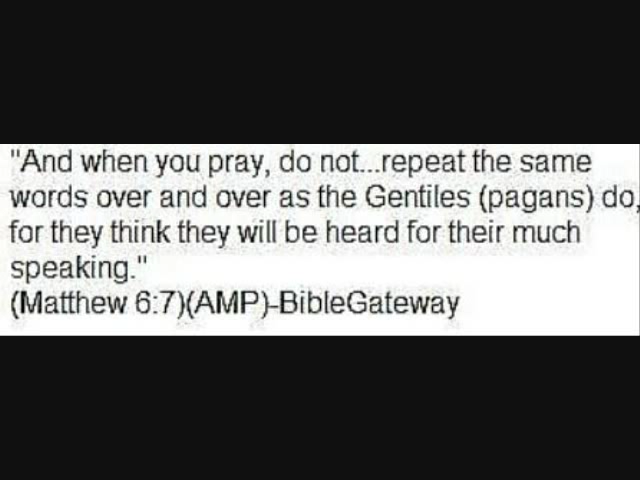 "And when you pray, do not...repeat the same
words over and over as the Gentiles (pagans) do,
for they think they will be heard for their much
speaking."
(Matthew 6:7)(AMP)-BibleGateway